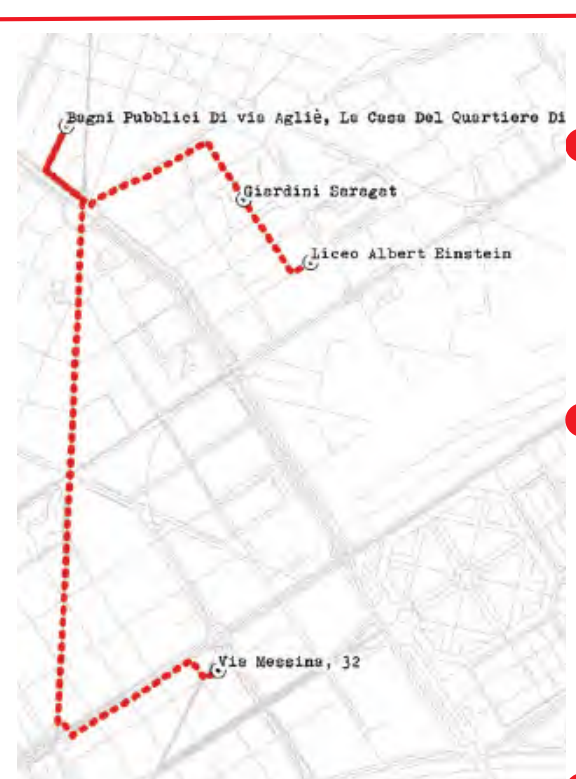 Bagni Pubblici Di via Agliè, La Casa Del Quartiere Di
Giardini Saragat
Liceo Albert Einstein
Via Messina, 32